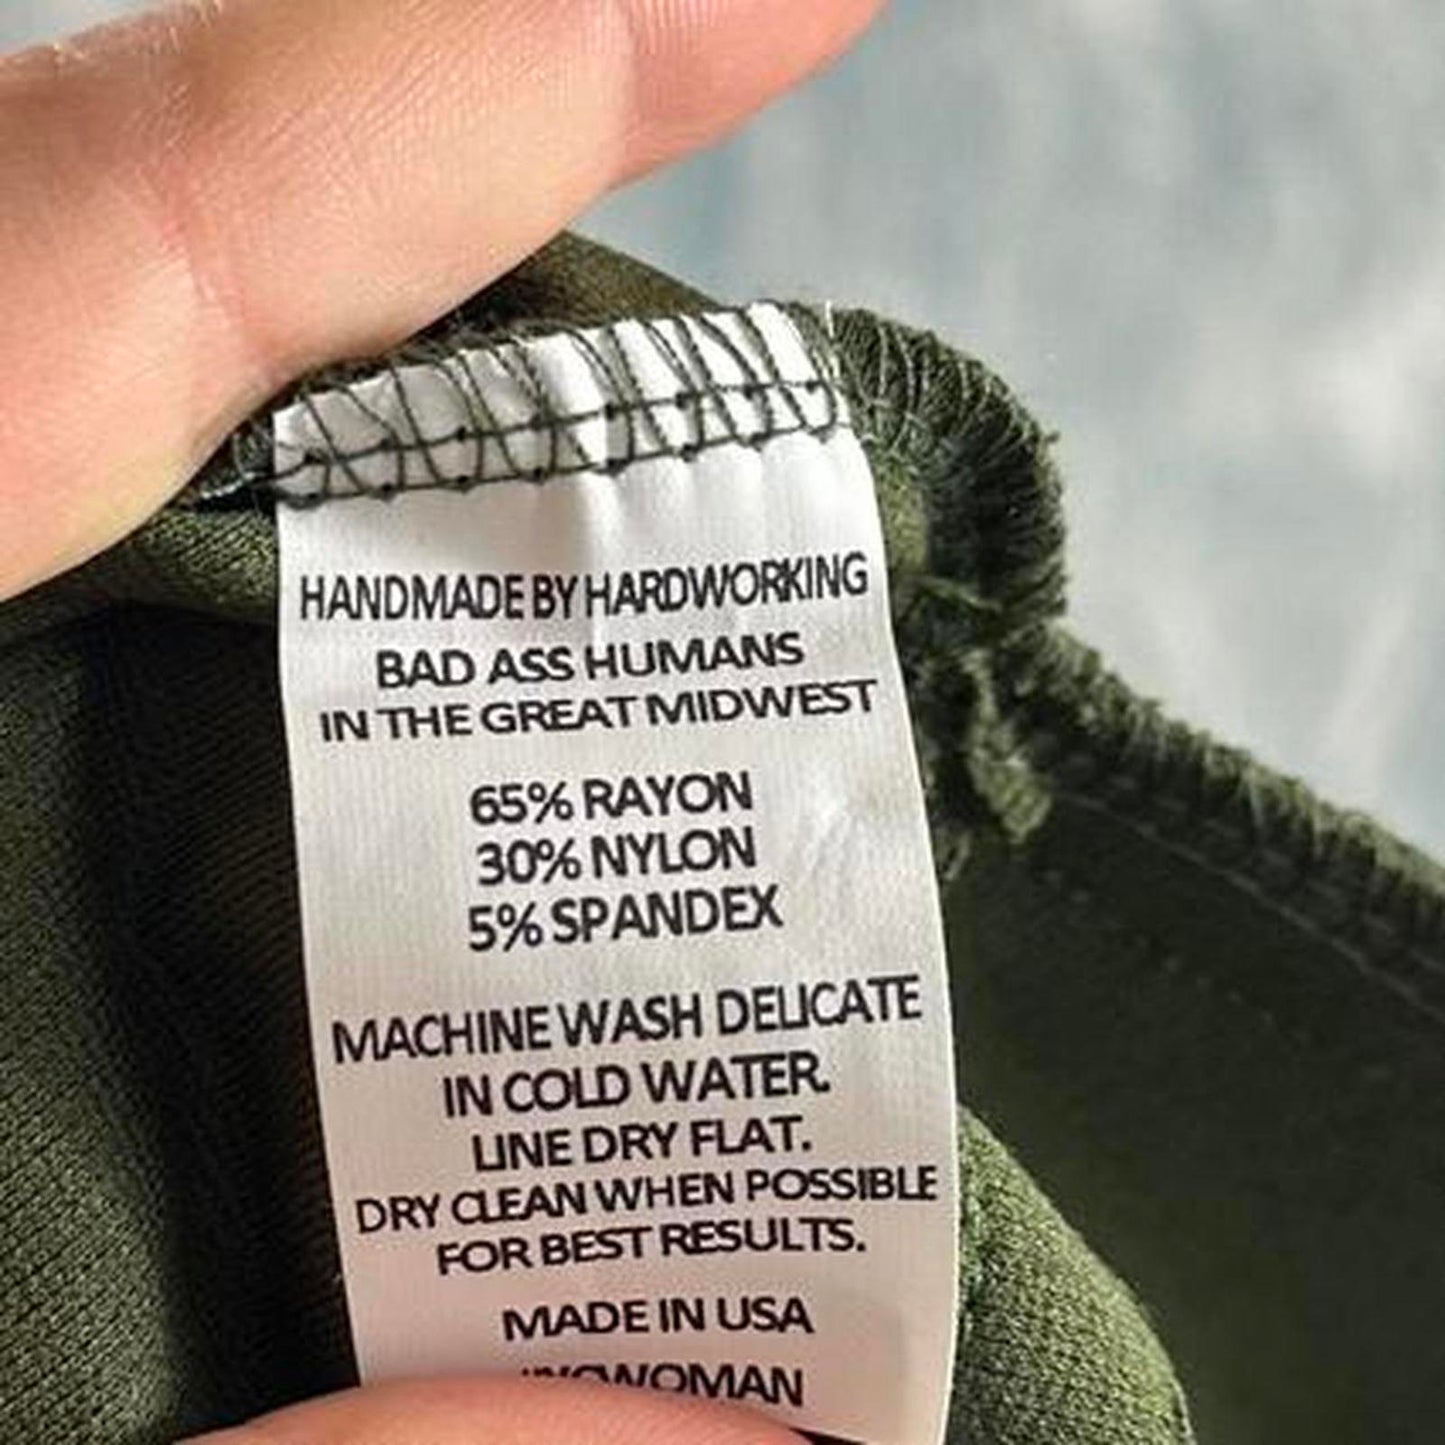 HANDMADE BY HARDWORKING
BAD ASS HUMANS
IN THE GREAT MIDWEST
65% RAYON
30% NYLON
5% SPANDEX
MACHINE WASH DELICATE
IN COLD WATER.
LINE DRY FLAT.
DRY CLEAN WHEN POSSIBLE
FOR BEST RESULTS.
MADE IN USA